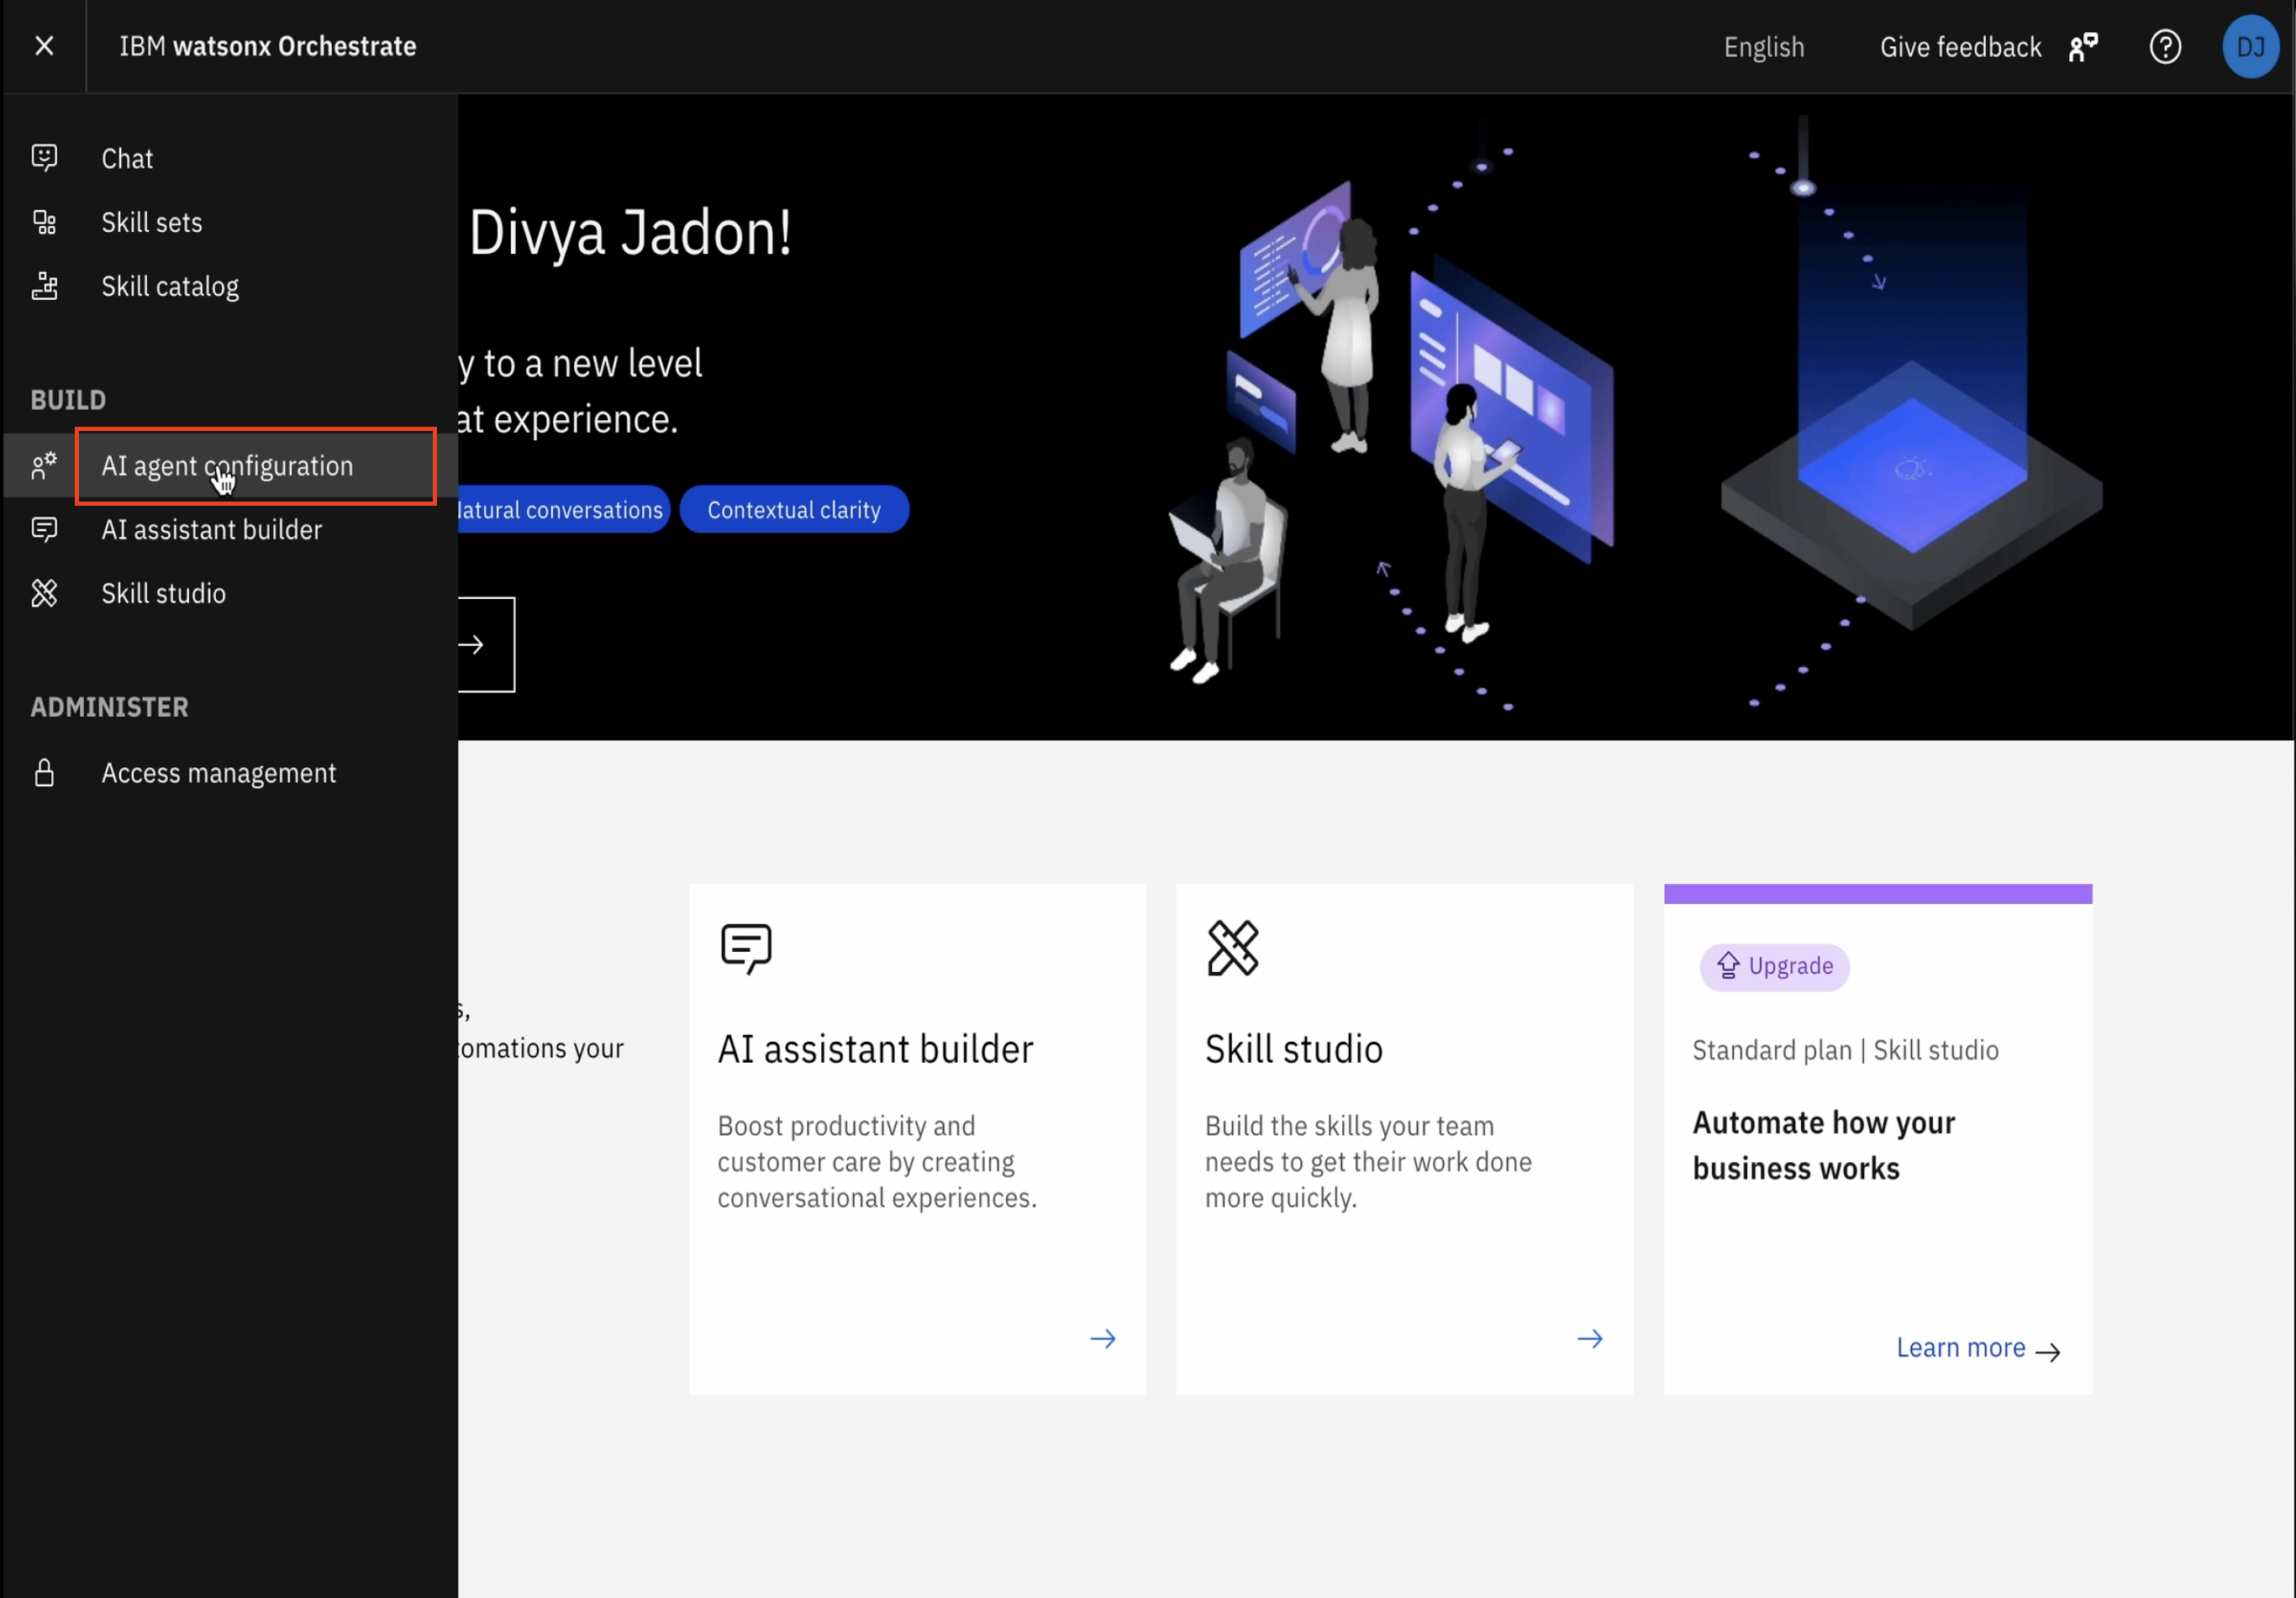 IBM watsonx Orchestrate
English
Give feedback
DJ
Chat
Skill sets
Skill catalog
BUILD
AI agent configuration
AI assistant builder
Skill studio
ADMINISTER
Access management
Divya Jadon!
y to a new level
at experience.
atural conversations
Contextual clarity
s,
tomations your
AI assistant builder
Boost productivity and
customer care by creating
conversational experiences.
Skill studio
Build the skills your team
needs to get their work done
more quickly.
Upgrade
Standard plan | Skill studio
Automate how your
business works
Learn more